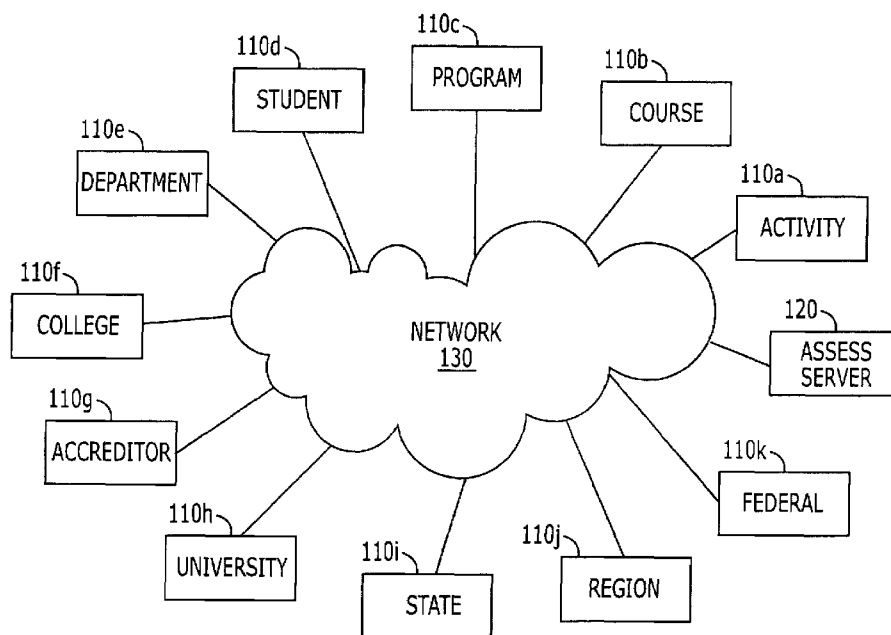 110c
PROGRAM
110d
STUDENT
110b
COURSE
110e
DEPARTMENT
110a
ACTIVITY
110f
COLLEGE
NETWORK
130
120
ASSESS
SERVER
110g
ACCREDITOR
110k
FEDERAL
110h
UNIVERSITY
110i
STATE
110j
REGION